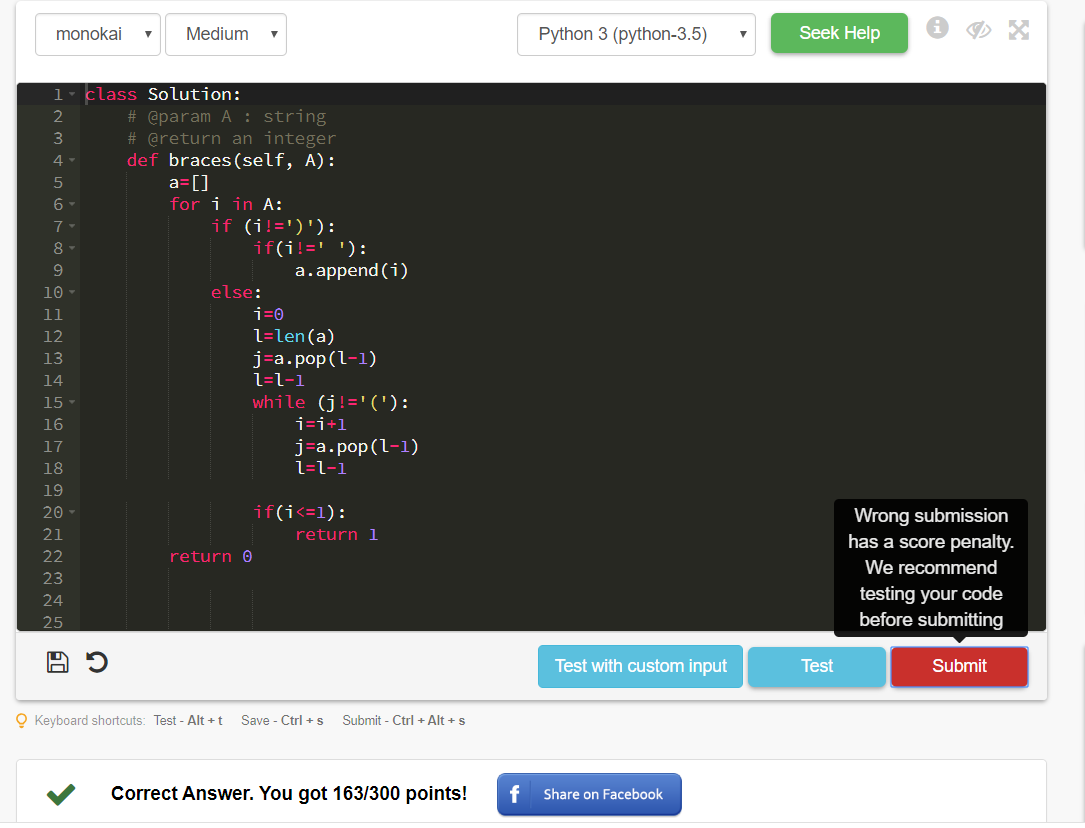 monokai Medium Python 3 (python-3.5) Seek Help
1 class Solution:
2 # @param A : string
3 # @return an integer
4 def braces(self, A):
5 a=[]
6 for i in A:
7 if (i!=')'):
8 if(i!=' '):
9 a.append(i)
10 else:
11 i=0
12 l=len(a)
13 j=a.pop(l-1)
14 l=l-1
15 while (j!='('):
16 i=i+1
17 j=a.pop(l-1)
18 l=l-1
19
20 if(i<=1):
21 return 1
22 return 0
23
24
25
Wrong submission
has a score penalty.
We recommend
testing your code
before submitting
Test with custom input Test Submit
Keyboard shortcuts: Test - Alt + t Save - Ctrl + s Submit - Ctrl + Alt + s
Correct Answer. You got 163/300 points! f Share on Facebook